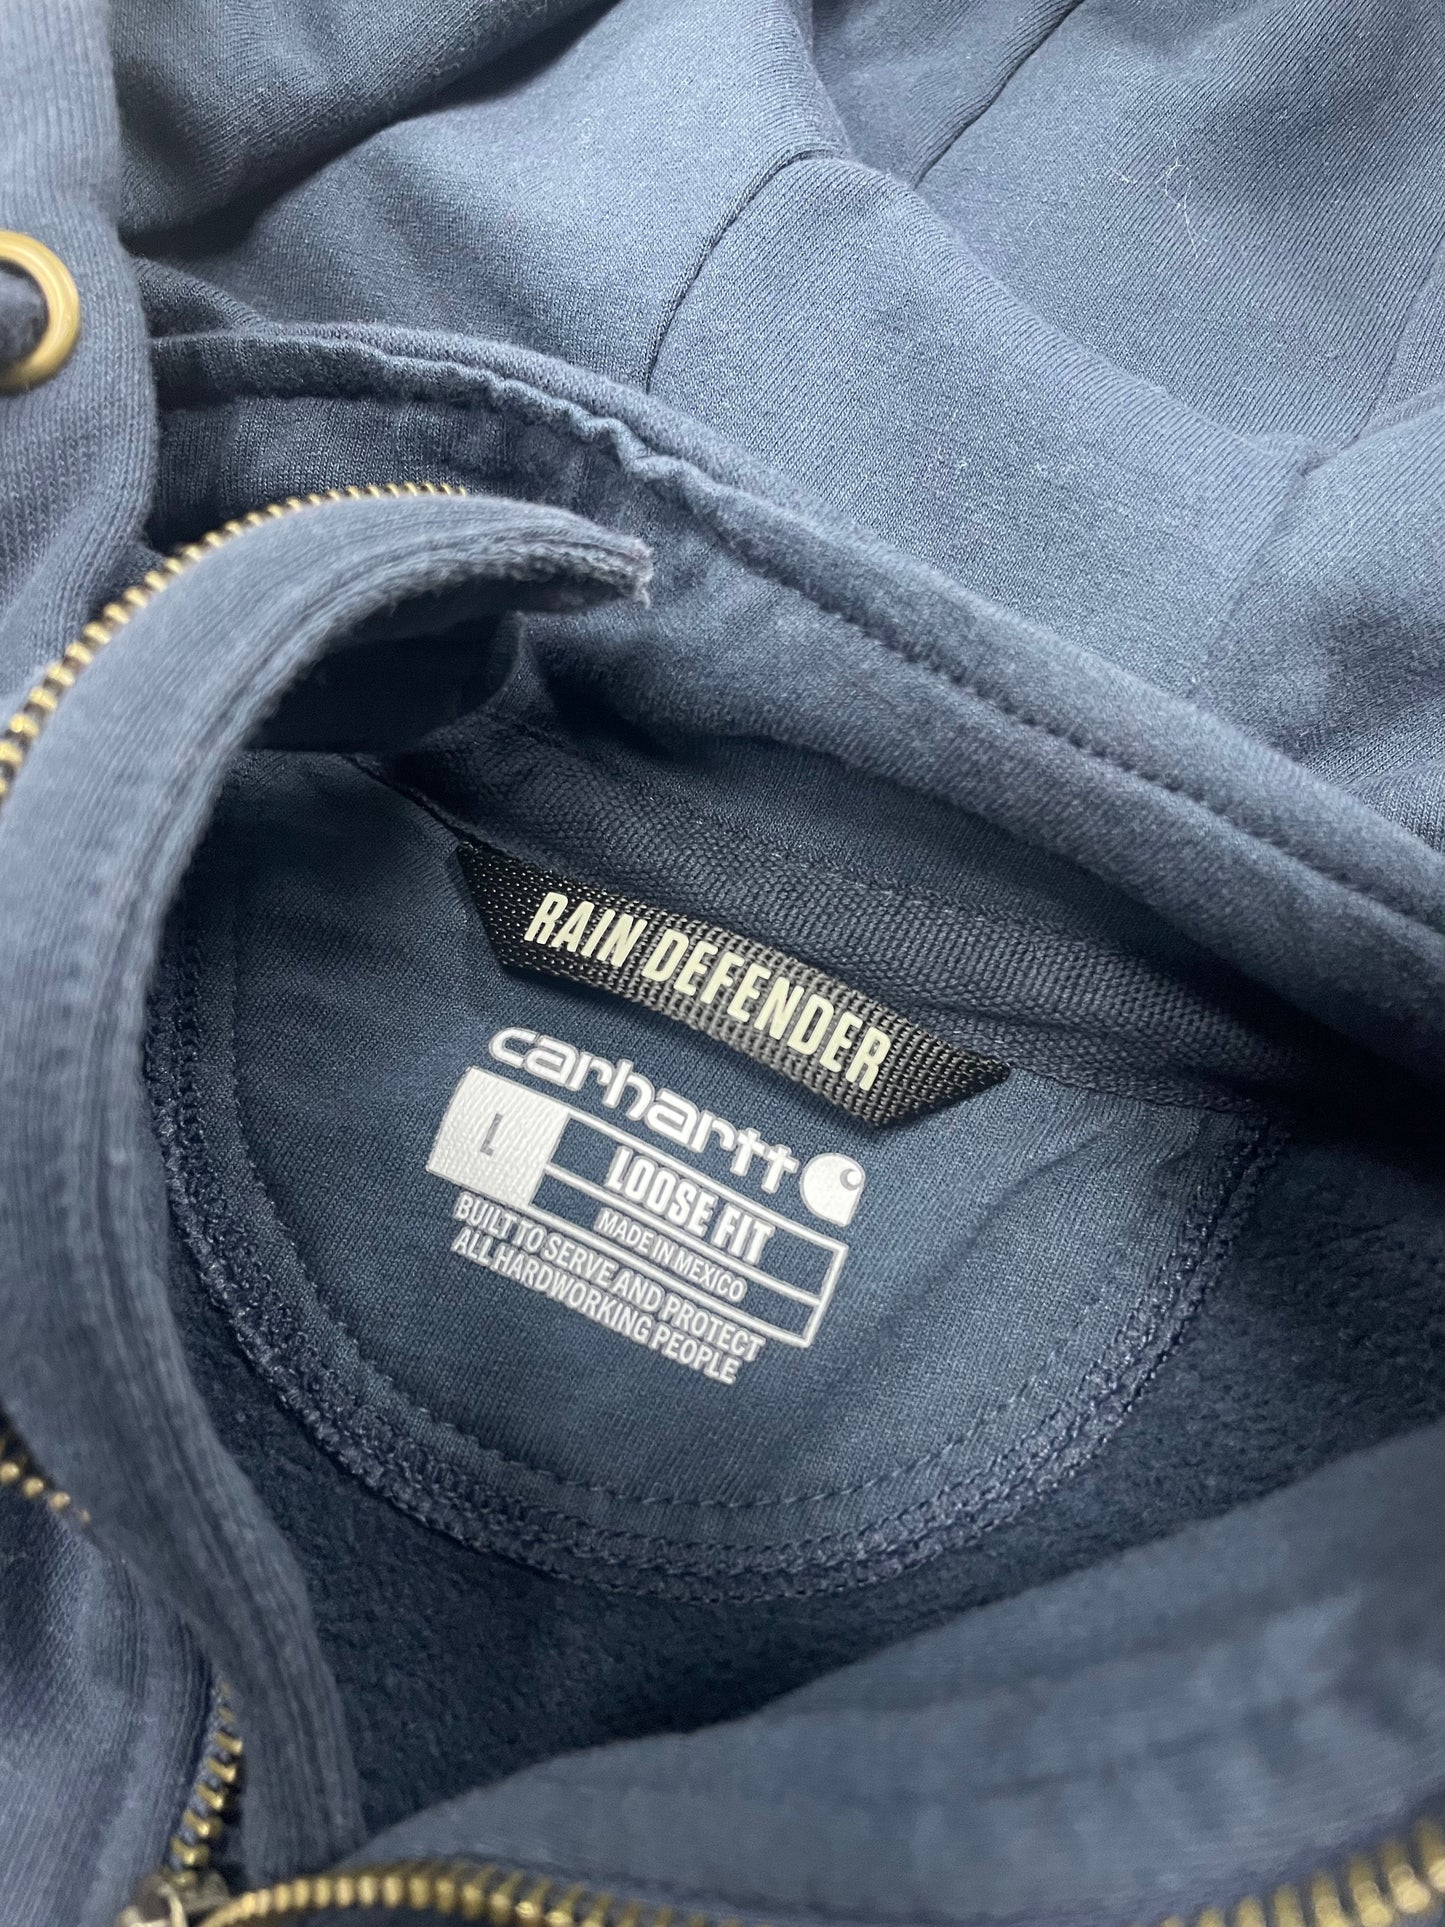 RAIN DEFENDER
carhartt
L
LOOSE FIT
MADE IN MEXICO
BUILT TO SERVE AND PROTECT
ALL HARDWORKING PEOPLE